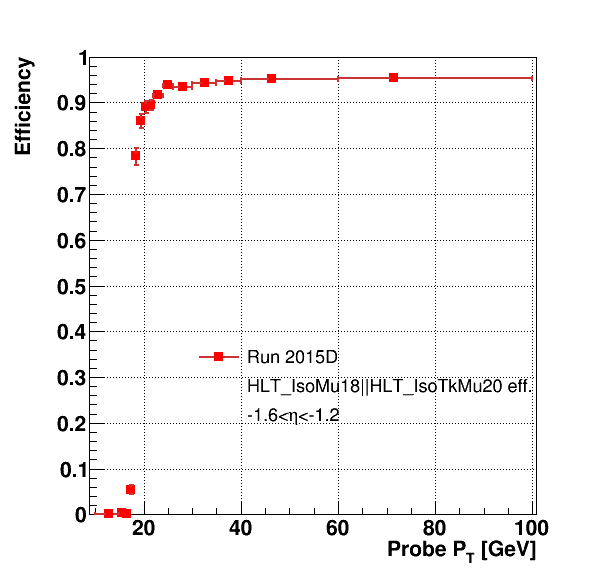 Efficiency
1
0.9
0.8
0.7
0.6
0.5
0.4
0.3
0.2
0.1
0
Run 2015D
HLT_IsoMu18||HLT_IsoTkMu20 eff.
-1.6<η<-1.2
20 40 60 80 100
Probe P_T [GeV]